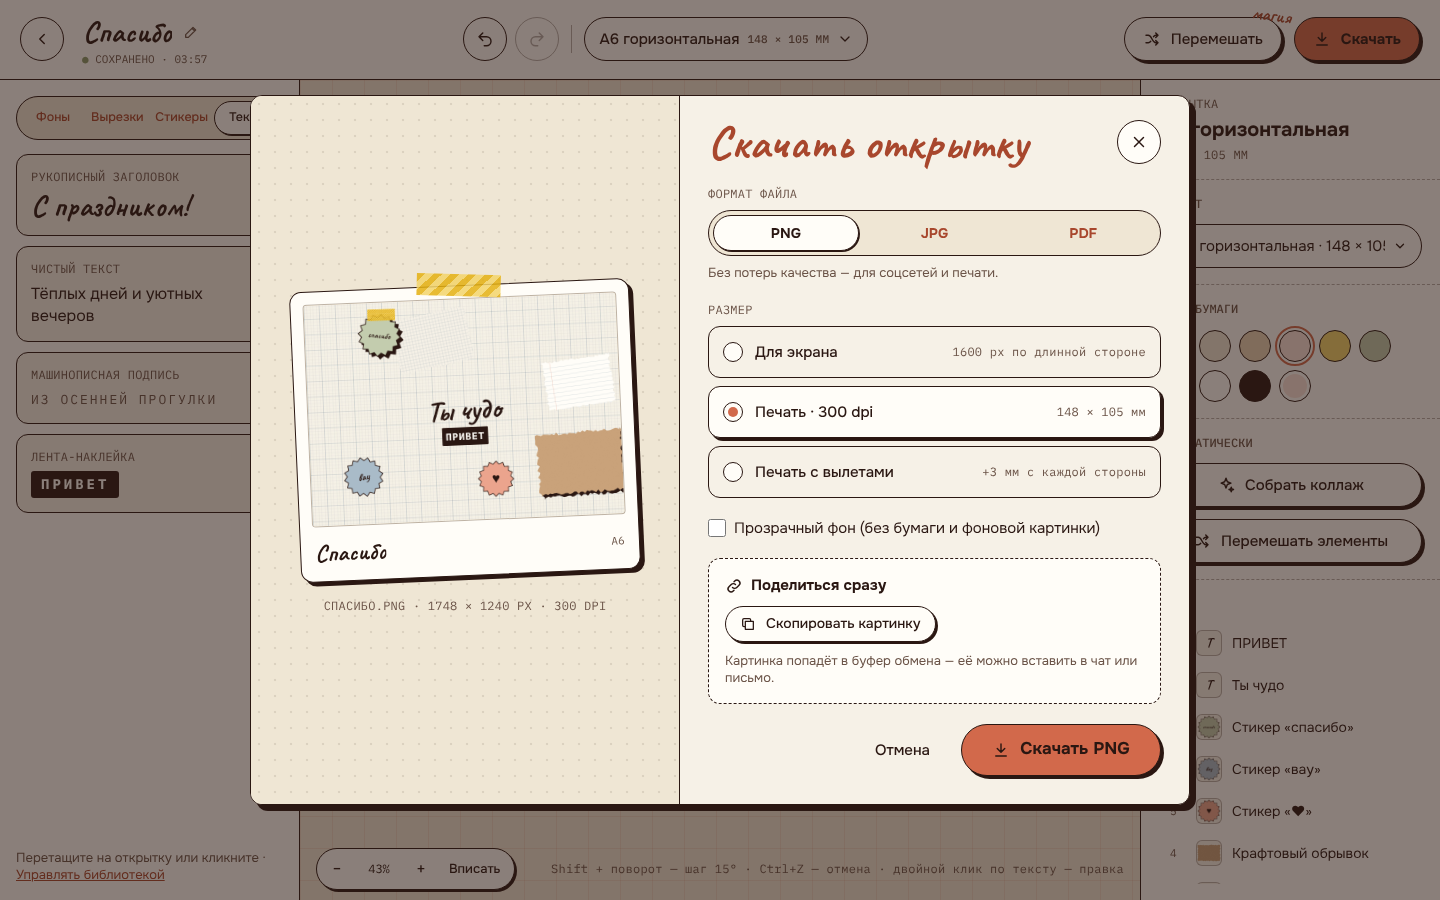 Спасибо
СОХРАНЕНО · 03:57
А6 горизонтальная 148 × 105 ММ
магия
Перемешать
Скачать
Фоны Вырезки Стикеры
РУКОПИСНЫЙ ЗАГОЛОВОК
С праздником!
ЧИСТЫЙ ТЕКСТ
Тёплых дней и уютных
вечеров
МАШИНОПИСНАЯ ПОДПИСЬ
ИЗ ОСЕННЕЙ ПРОГУЛКИ
ЛЕНТА-НАКЛЕЙКА
ПРИВЕТ
Перетащите на открытку или кликните ·
Управлять библиотекой
спасибо
Ты чудо
ПРИВЕТ
вау
Спасибо
А6
СПАСИБО.PNG · 1748 × 1240 PX · 300 DPI
Скачать открытку
ФОРМАТ ФАЙЛА
PNG JPG PDF
Без потерь качества — для соцсетей и печати.
РАЗМЕР
Для экрана 1600 px по длинной стороне
Печать · 300 dpi 148 × 105 мм
Печать с вылетами +3 мм с каждой стороны
Прозрачный фон (без бумаги и фоновой картинки)
Поделиться сразу
Скопировать картинку
Картинка попадёт в буфер обмена — её можно вставить в чат или
письмо.
Отмена
Скачать PNG
горизонтальная
105 ММ
горизонтальная · 148 × 105
БУМАГИ
Собрать коллаж
Перемешать элементы
ПРИВЕТ
Ты чудо
Стикер «спасибо»
Стикер «вау»
Стикер «♥»
4 Крафтовый обрывок
− 43% + Вписать
Shift + поворот — шаг 15° · Ctrl+Z — отмена · двойной клик по тексту — правка